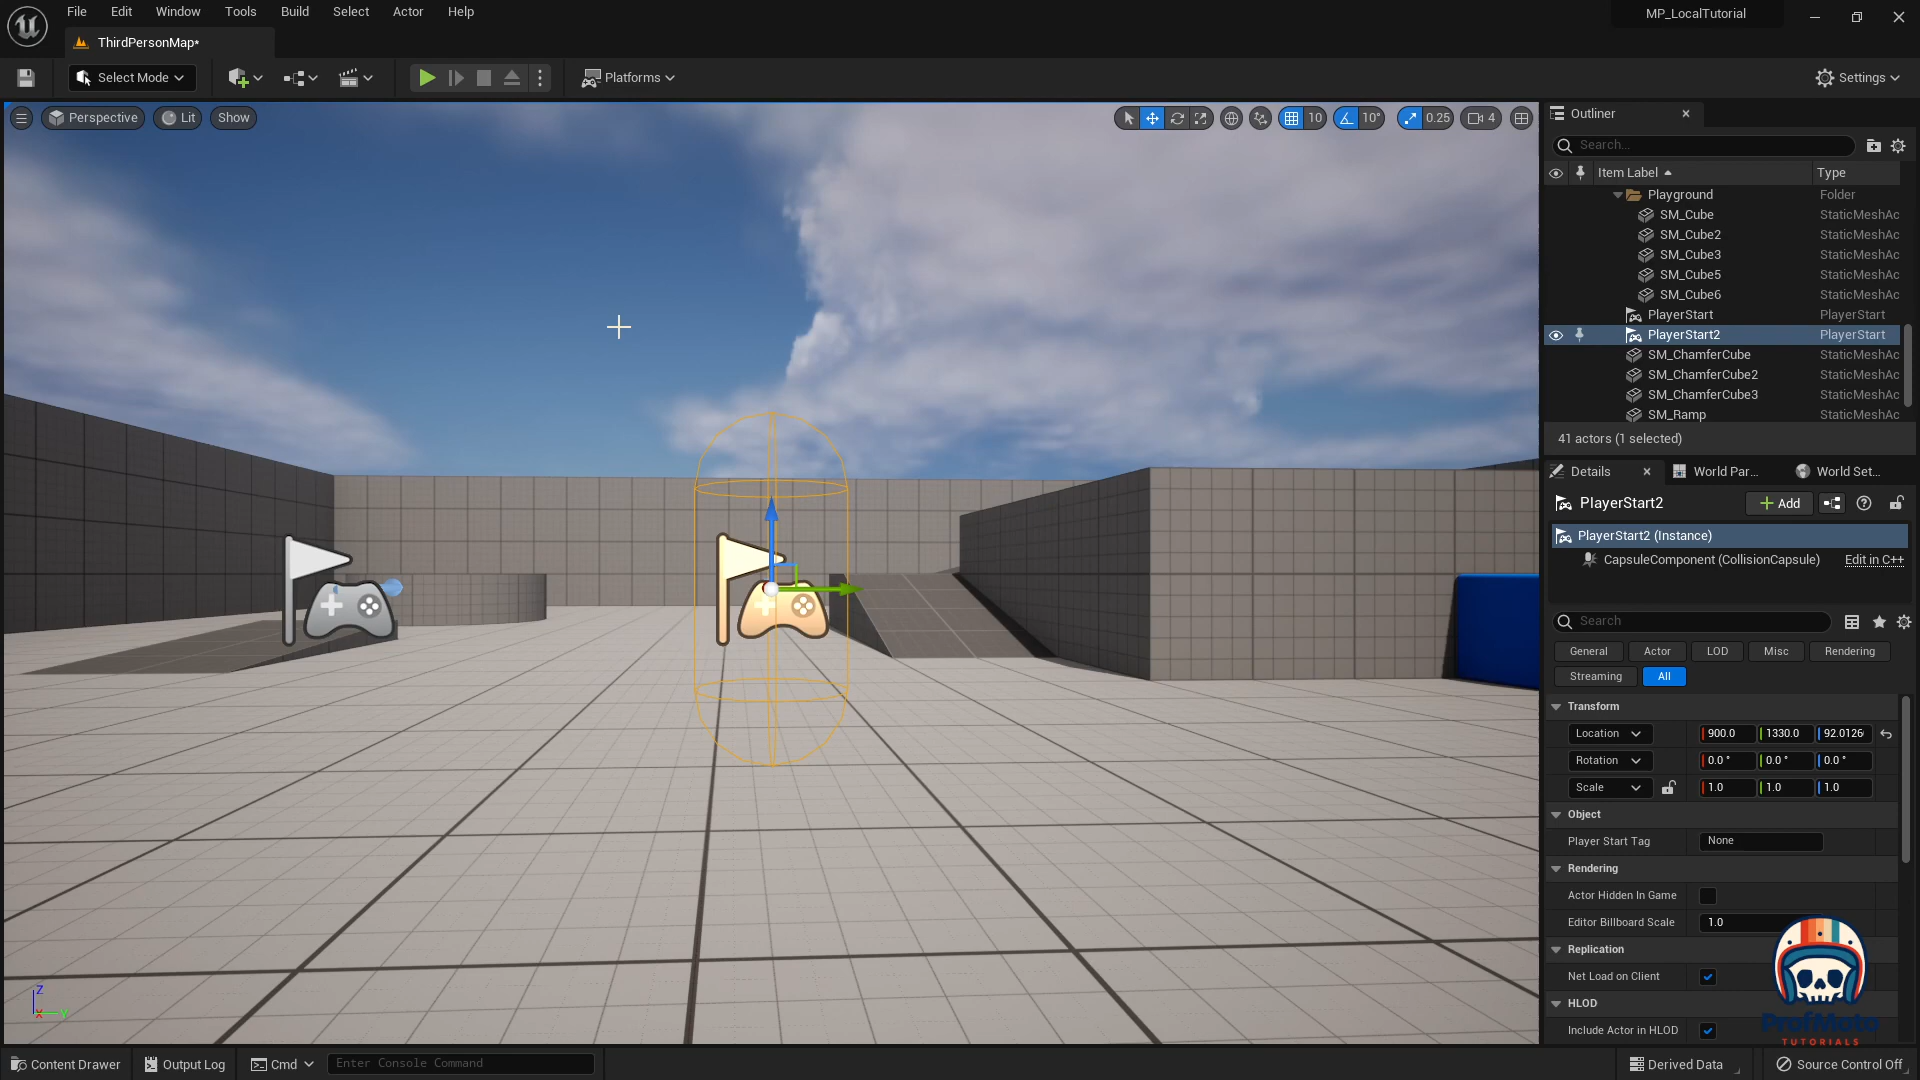 File Edit Window Tools Build Select Actor Help
MP_LocalTutorial
ThirdPersonMap*
Select Mode
Platforms
Settings
Perspective
Lit
Show
10
10°
0.25
4
Outliner
Search...
Item Label
Type
Playground Folder
SM_Cube StaticMeshAc
SM_Cube2 StaticMeshAc
SM_Cube3 StaticMeshAc
SM_Cube5 StaticMeshAc
SM_Cube6 StaticMeshAc
PlayerStart PlayerStart
PlayerStart2 PlayerStart
SM_ChamferCube StaticMeshAc
SM_ChamferCube2 StaticMeshAc
SM_ChamferCube3 StaticMeshAc
SM_Ramp StaticMeshAc
41 actors (1 selected)
Details
World Par...
World Set...
PlayerStart2
+ Add
PlayerStart2 (Instance)
CapsuleComponent (CollisionCapsule) Edit in C++
Search
General Actor LOD Misc Rendering
Streaming All
Transform
Location 900.0 1330.0 92.0126
Rotation 0.0 ° 0.0 ° 0.0 °
Scale 1.0 1.0 1.0
Object
Player Start Tag None
Rendering
Actor Hidden In Game
Editor Billboard Scale 1.0
Replication
Net Load on Client
HLOD
Include Actor in HLOD
ProfMoto
TUTORIALS
Z
X
Y
Content Drawer
Output Log
Cmd
Enter Console Command
Derived Data
Source Control Off